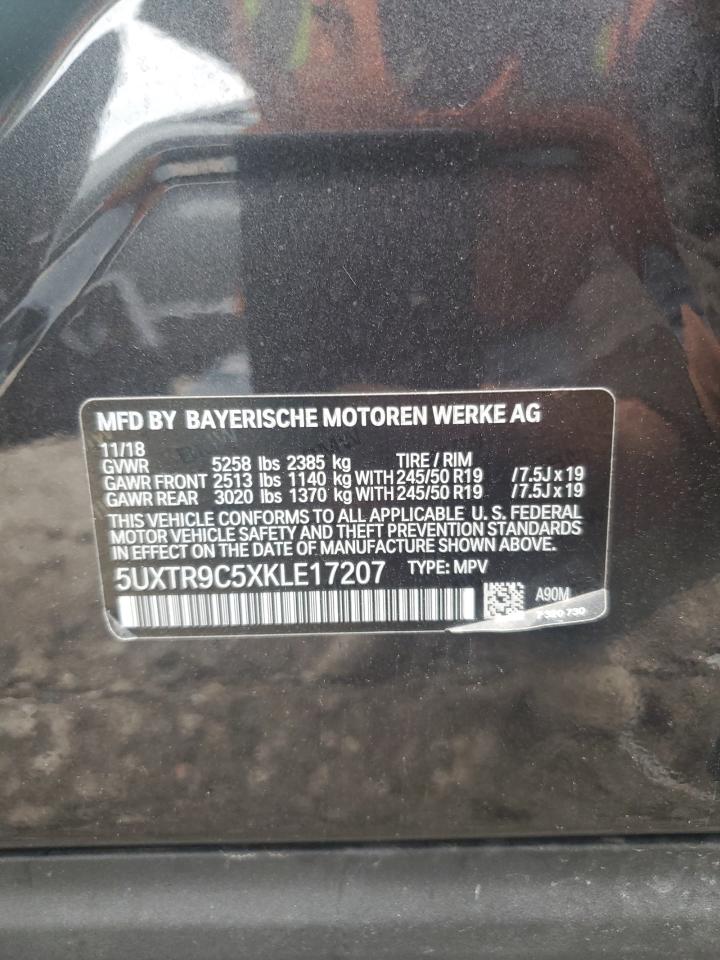 MFD BY BAYERISCHE MOTOREN WERKE AG
11/18
GVWR 5258 lbs 2385 kg TIRE / RIM
GAWR FRONT 2513 lbs 1140 kg WITH 245/50 R19 /7.5J x 19
GAWR REAR 3020 lbs 1370 kg WITH 245/50 R19 /7.5J x 19
THIS VEHICLE CONFORMS TO ALL APPLICABLE U. S. FEDERAL
MOTOR VEHICLE SAFETY AND THEFT PREVENTION STANDARDS
IN EFFECT ON THE DATE OF MANUFACTURE SHOWN ABOVE.
5UXTR9C5XKLE17207 TYPE: MPV
A90M